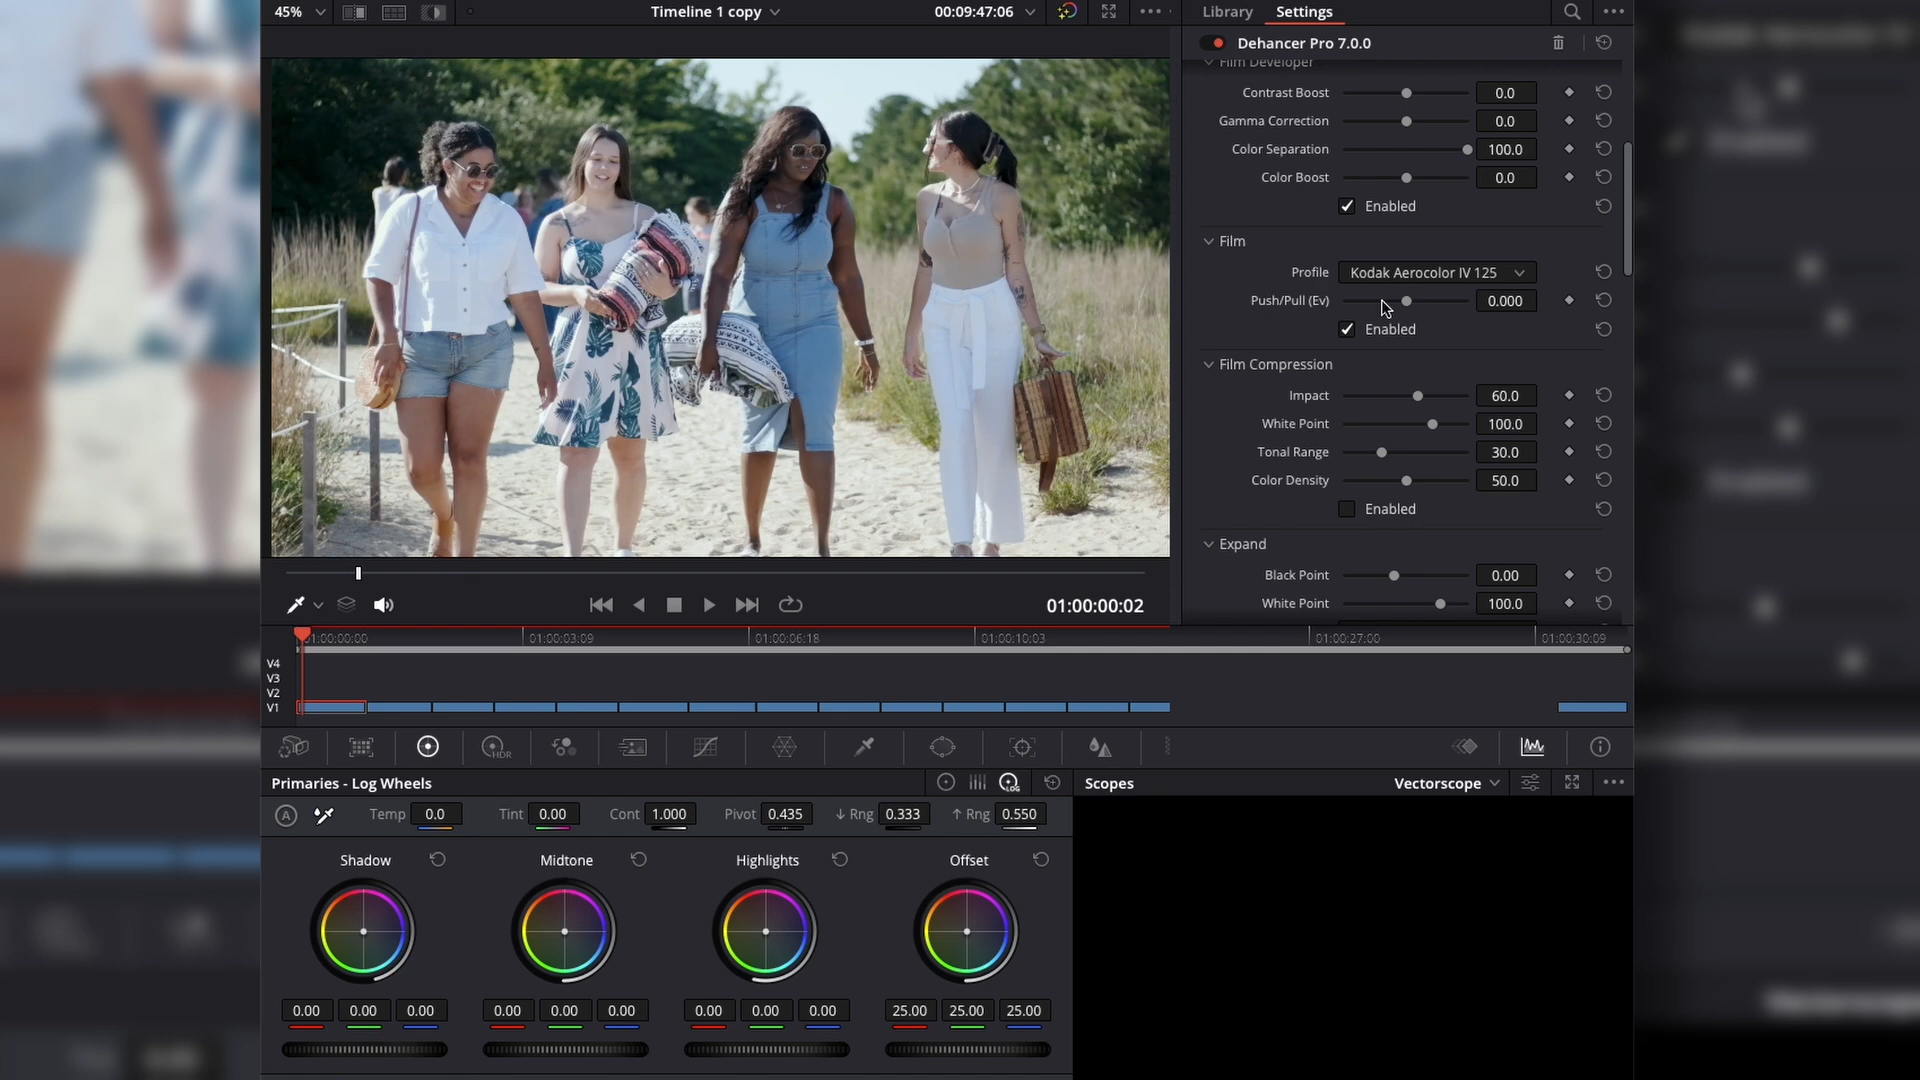 45%
Timeline 1 copy
00:09:47:06
Library
Settings
Dehancer Pro 7.0.0
Film Developer
Contrast Boost 0.0
Gamma Correction 0.0
Color Separation 100.0
Color Boost 0.0
Enabled
Film
Profile Kodak Aerocolor IV 125
Push/Pull (Ev) 0.000
Enabled
Film Compression
Impact 60.0
White Point 100.0
Tonal Range 30.0
Color Density 50.0
Enabled
Expand
Black Point 0.00
White Point 100.0
01:00:00:02
01:00:00:00 01:00:03:09 01:00:06:18 01:00:10:03 01:00:27:00 01:00:30:09
V4
V3
V2
V1
HDR
Primaries - Log Wheels
LOG
Scopes
Vectorscope
A Temp 0.0 Tint 0.00 Cont 1.000 Pivot 0.435 ↓ Rng 0.333 ↑ Rng 0.550
Shadow Midtone Highlights Offset
0.00 0.00 0.00 0.00 0.00 0.00 0.00 0.00 0.00 25.00 25.00 25.00